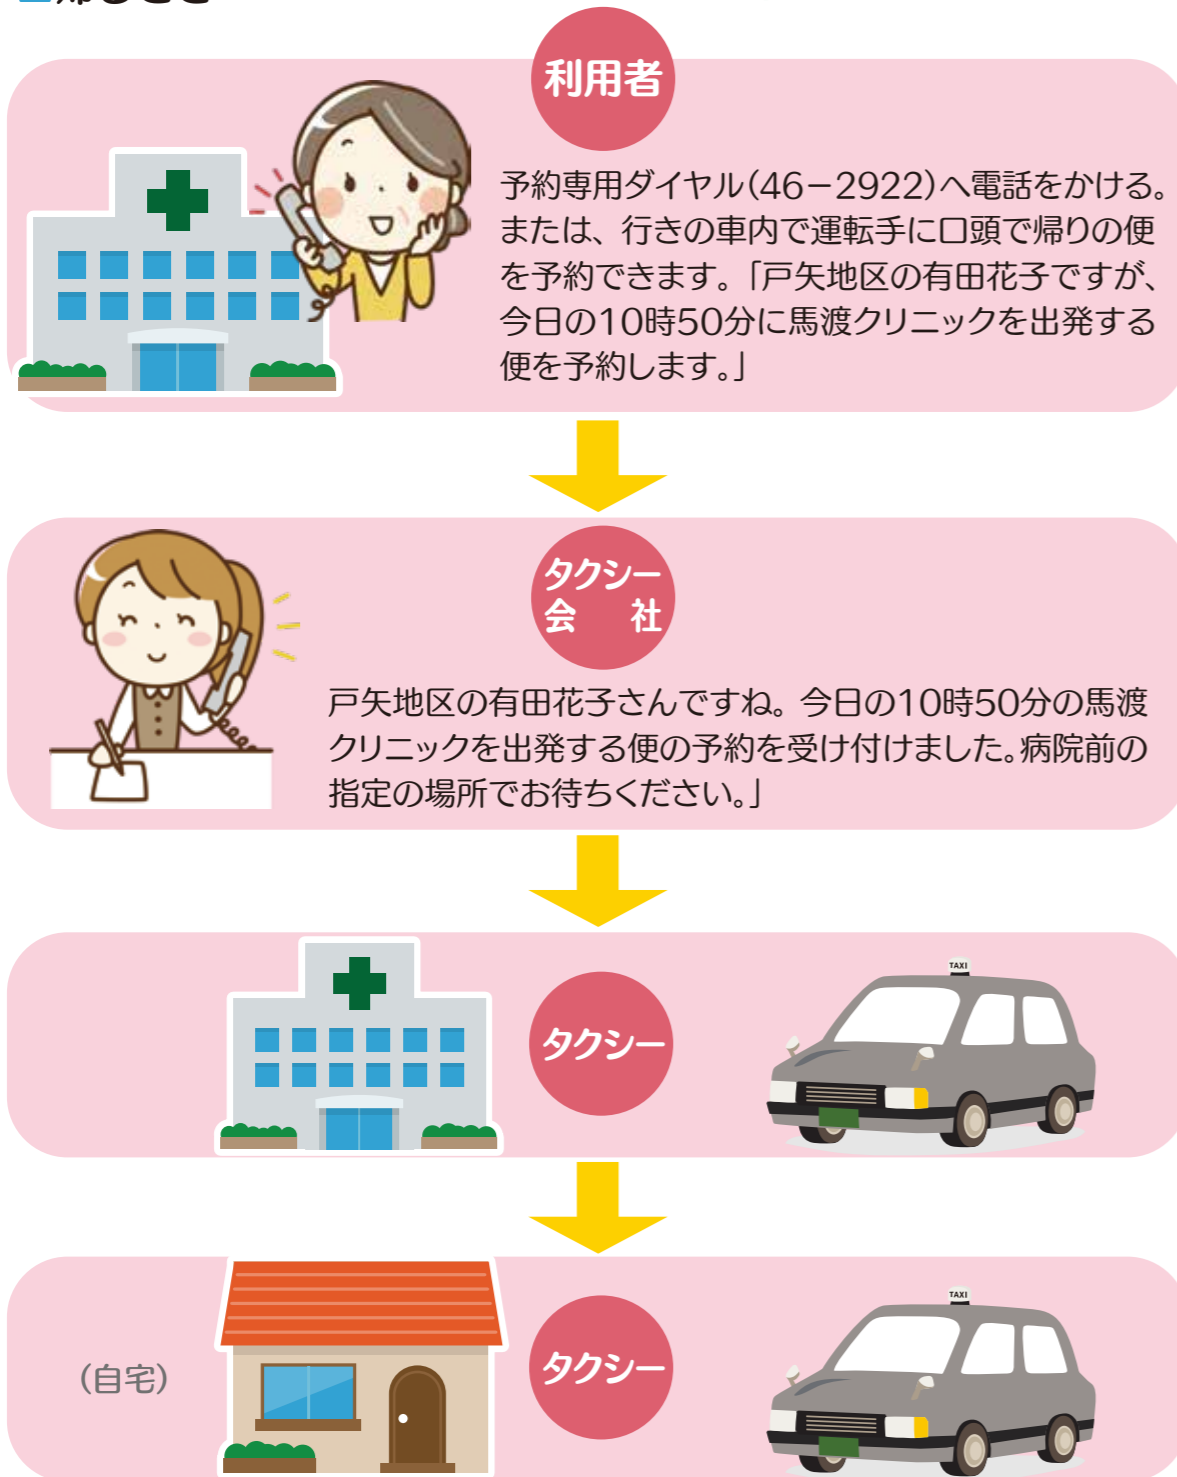 利用者
予約専用ダイヤル（46−2922）へ電話をかける。
または、行きの車内で運転手に口頭で帰りの便
を予約できます。「戸矢地区の有田花子ですが、
今日の10時50分に馬渡クリニックを出発する
便を予約します。」
タクシー
会　社
戸矢地区の有田花子さんですね。今日の10時50分の馬渡
クリニックを出発する便の予約を受け付けました。病院前の
指定の場所でお待ちください。」
TAXI
タクシー
TAXI
（自宅）
タクシー